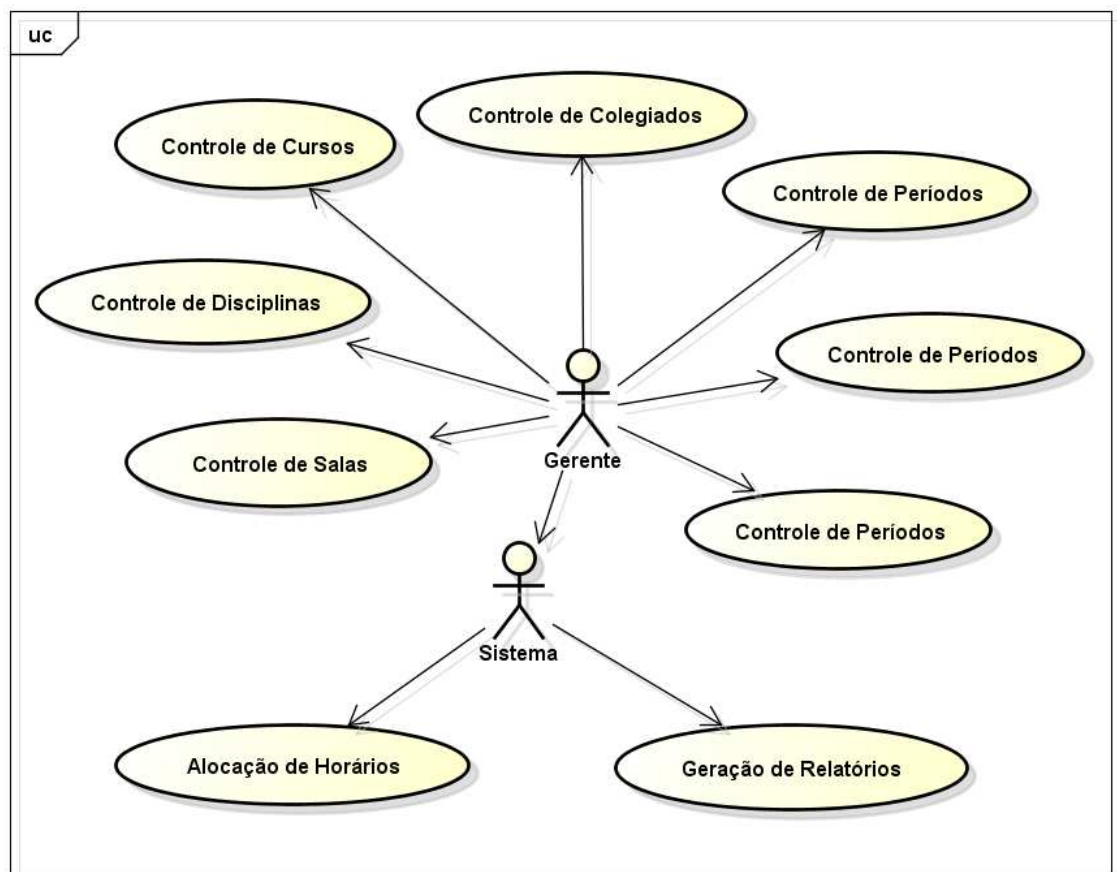 uc
Controle de Colegiados
Controle de Cursos
Controle de Períodos
Controle de Disciplinas
Controle de Períodos
Gerente
Controle de Salas
Controle de Períodos
Sistema
Alocação de Horários
Geração de Relatórios